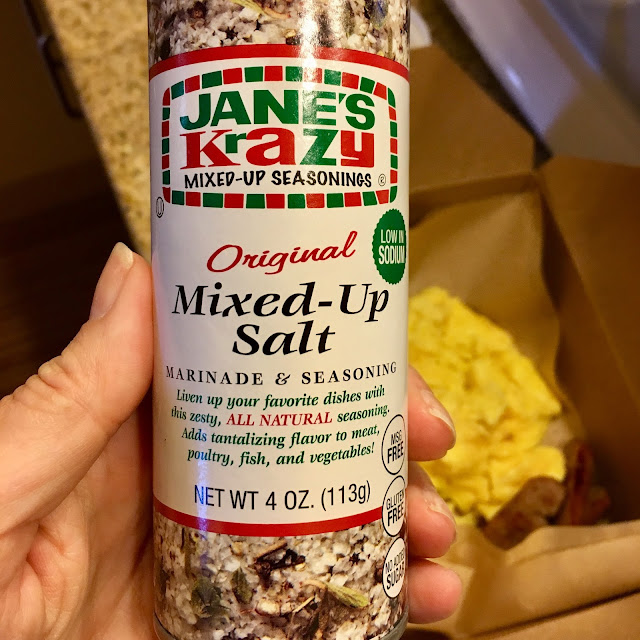 JANE'S
Krazy
MIXED-UP SEASONINGS ®
U
Original
LOW IN
SODIUM
Mixed-Up
Salt
MARINADE & SEASONING
Liven up your favorite dishes with
this zesty, ALL NATURAL seasoning.
Adds tantalizing flavor to meat,
poultry, fish, and vegetables!
MSG
FREE
NET WT 4 OZ. (113g)
GLUTEN
FREE
NO
SUGAR